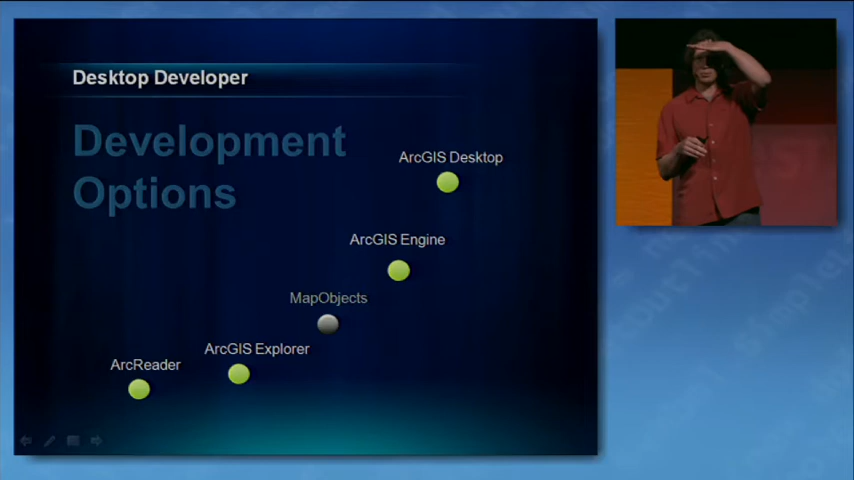 Desktop Developer
Development
Options
ArcGIS Desktop
ArcGIS Engine
MapObjects
ArcGIS Explorer
ArcReader